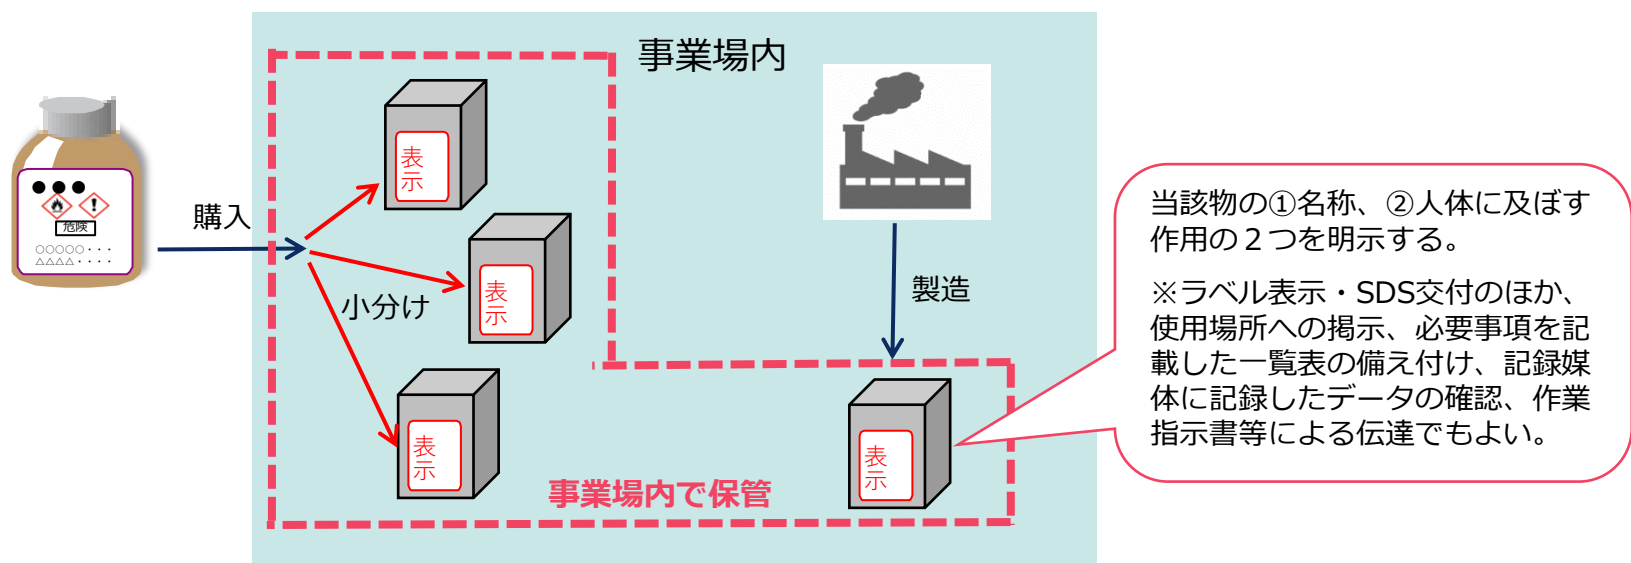 事業場内
表
示
購入
危険
○○○○○・・・
△△△△・・・・
小分け
表
示
表
示
製造
表
示
事業場内で保管
当該物の①名称、②人体に及ぼす
作用の２つを明示する。
※ラベル表示・SDS交付のほか、
使用場所への掲示、必要事項を記
載した一覧表の備え付け、記録媒
体に記録したデータの確認、作業
指示書等による伝達でもよい。